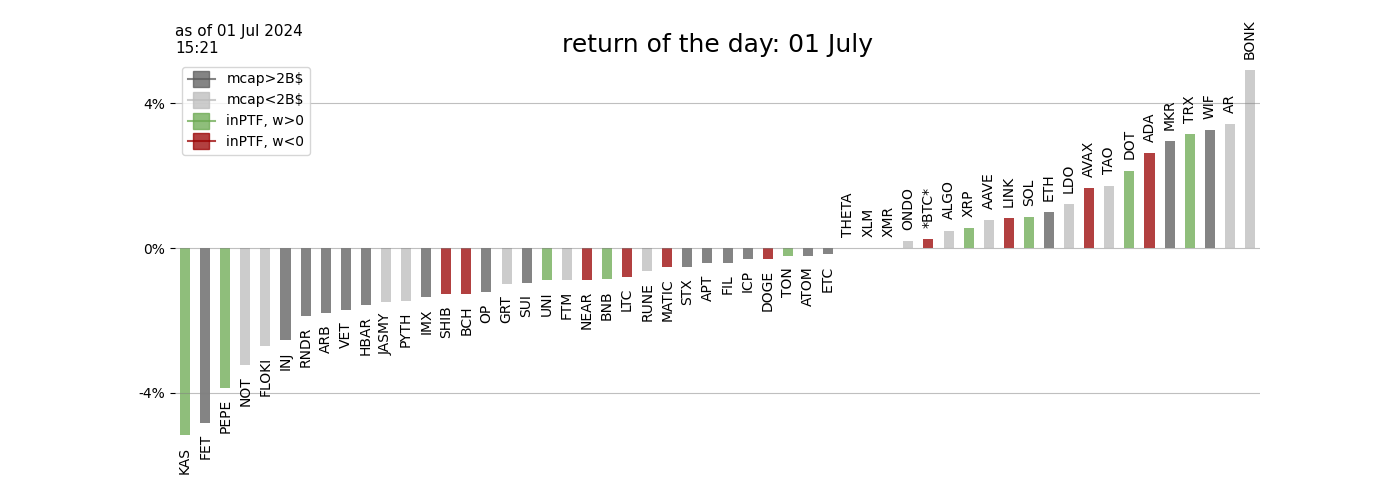 as of 01 Jul 2024
15:21
return of the day: 01 July
mcap>2B$
mcap<2B$
inPTF, w>0
inPTF, w<0
4%
0%
-4%
KAS
FET
PEPE
NOT
FLOKI
INJ
RNDR
ARB
VET
HBAR
JASMY
PYTH
IMX
SHIB
BCH
OP
GRT
SUI
UNI
FTM
NEAR
BNB
LTC
RUNE
MATIC
STX
APT
FIL
ICP
DOGE
TON
ATOM
ETC
THETA
XLM
XMR
ONDO
*BTC*
ALGO
XRP
AAVE
LINK
SOL
ETH
LDO
AVAX
TAO
DOT
ADA
MKR
TRX
WIF
AR
BONK